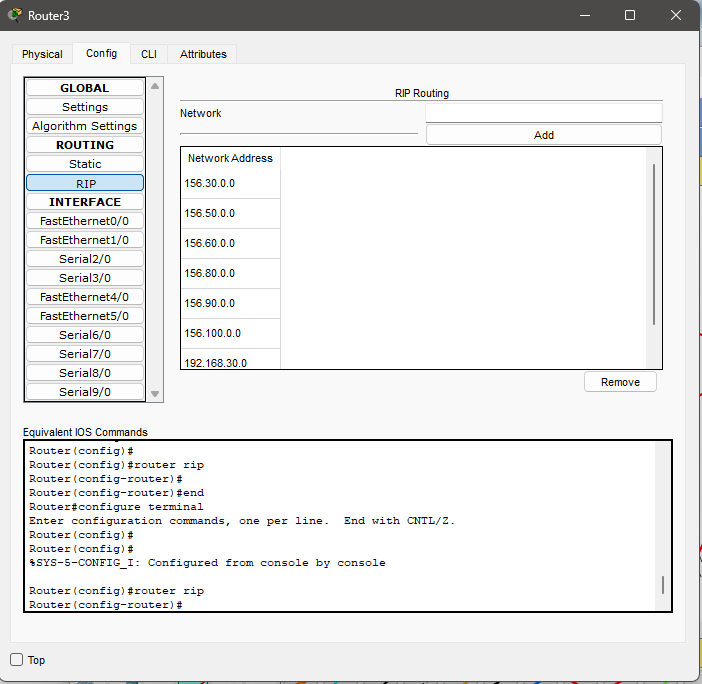 Router3
Physical Config CLI Attributes
GLOBAL
Settings
Algorithm Settings
ROUTING
Static
RIP
INTERFACE
FastEthernet0/0
FastEthernet1/0
Serial2/0
Serial3/0
FastEthernet4/0
FastEthernet5/0
Serial6/0
Serial7/0
Serial8/0
Serial9/0
RIP Routing
Network
Add
Network Address
156.30.0.0
156.50.0.0
156.60.0.0
156.80.0.0
156.90.0.0
156.100.0.0
192.168.30.0
Remove
Equivalent IOS Commands
Router(config)#
Router(config)#router rip
Router(config-router)#
Router(config-router)#end
Router#configure terminal
Enter configuration commands, one per line.  End with CNTL/Z.
Router(config)#
Router(config)#
%SYS-5-CONFIG_I: Configured from console by console
Router(config)#router rip
Router(config-router)#
Top